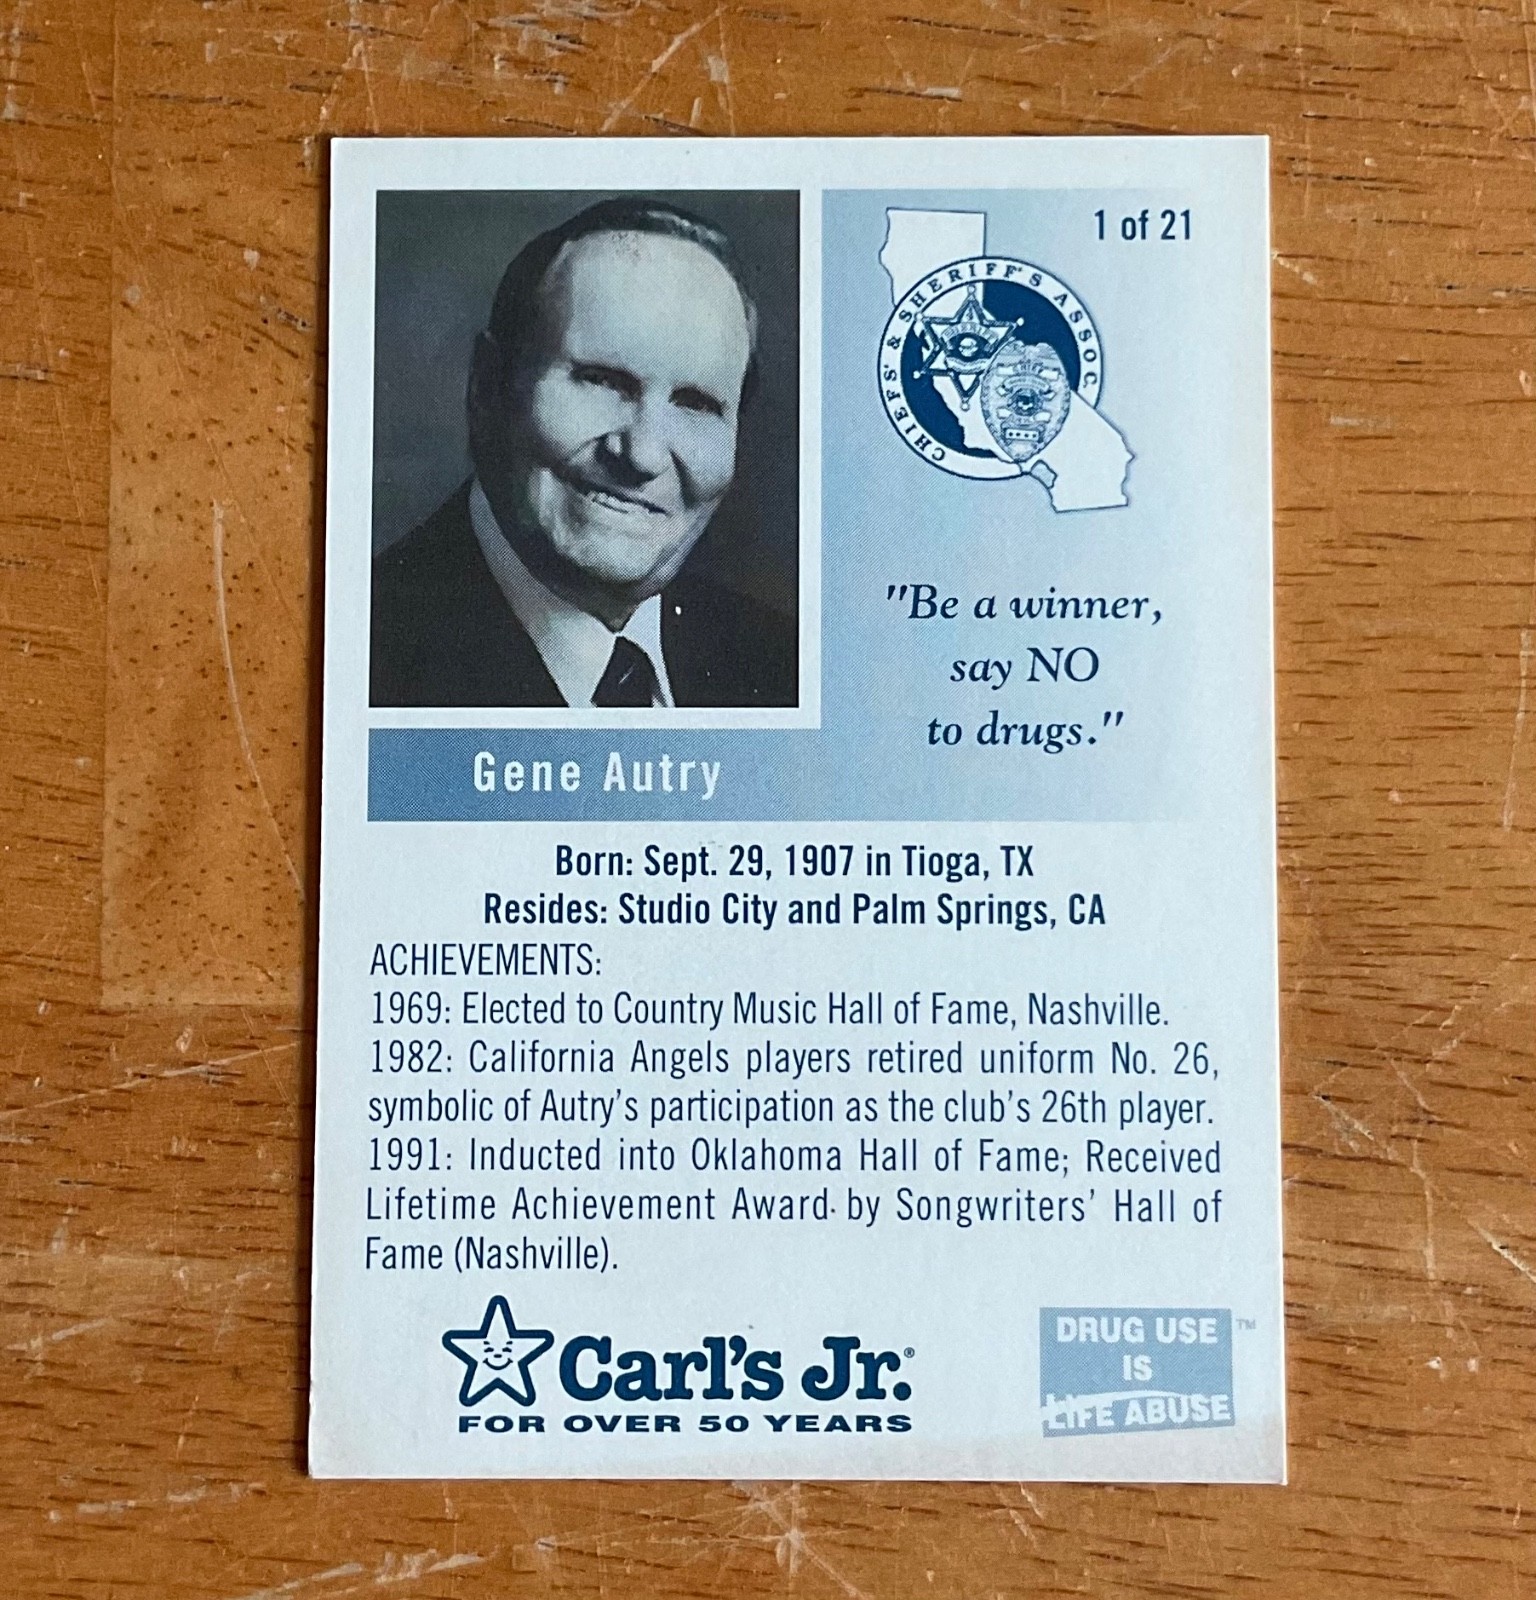 1 of 21
CHIEFS' & SHERIFF'S ASSOC.
SHERIFF
CHIEF
"Be a winner,
say NO
to drugs."
Gene Autry
Born: Sept. 29, 1907 in Tioga, TX
Resides: Studio City and Palm Springs, CA
ACHIEVEMENTS:
1969: Elected to Country Music Hall of Fame, Nashville.
1982: California Angels players retired uniform No. 26,
symbolic of Autry's participation as the club's 26th player.
1991: Inducted into Oklahoma Hall of Fame; Received
Lifetime Achievement Award by Songwriters' Hall of
Fame (Nashville).
Carl's Jr.®
FOR OVER 50 YEARS
DRUG USE ™
IS
LIFE ABUSE